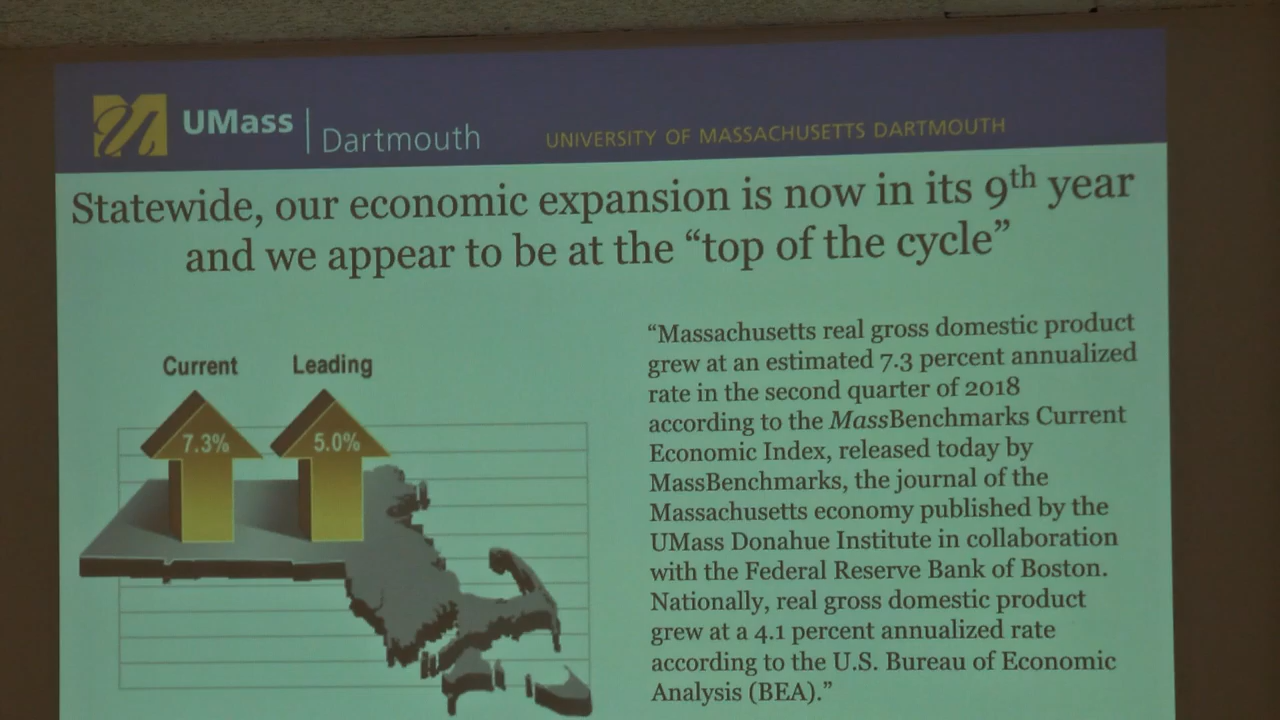 UMass | Dartmouth
UNIVERSITY OF MASSACHUSETTS DARTMOUTH
Statewide, our economic expansion is now in its 9th year
and we appear to be at the “top of the cycle”
Current
Leading
7.3%
5.0%
“Massachusetts real gross domestic product
grew at an estimated 7.3 percent annualized
rate in the second quarter of 2018
according to the MassBenchmarks Current
Economic Index, released today by
MassBenchmarks, the journal of the
Massachusetts economy published by the
UMass Donahue Institute in collaboration
with the Federal Reserve Bank of Boston.
Nationally, real gross domestic product
grew at a 4.1 percent annualized rate
according to the U.S. Bureau of Economic
Analysis (BEA).”